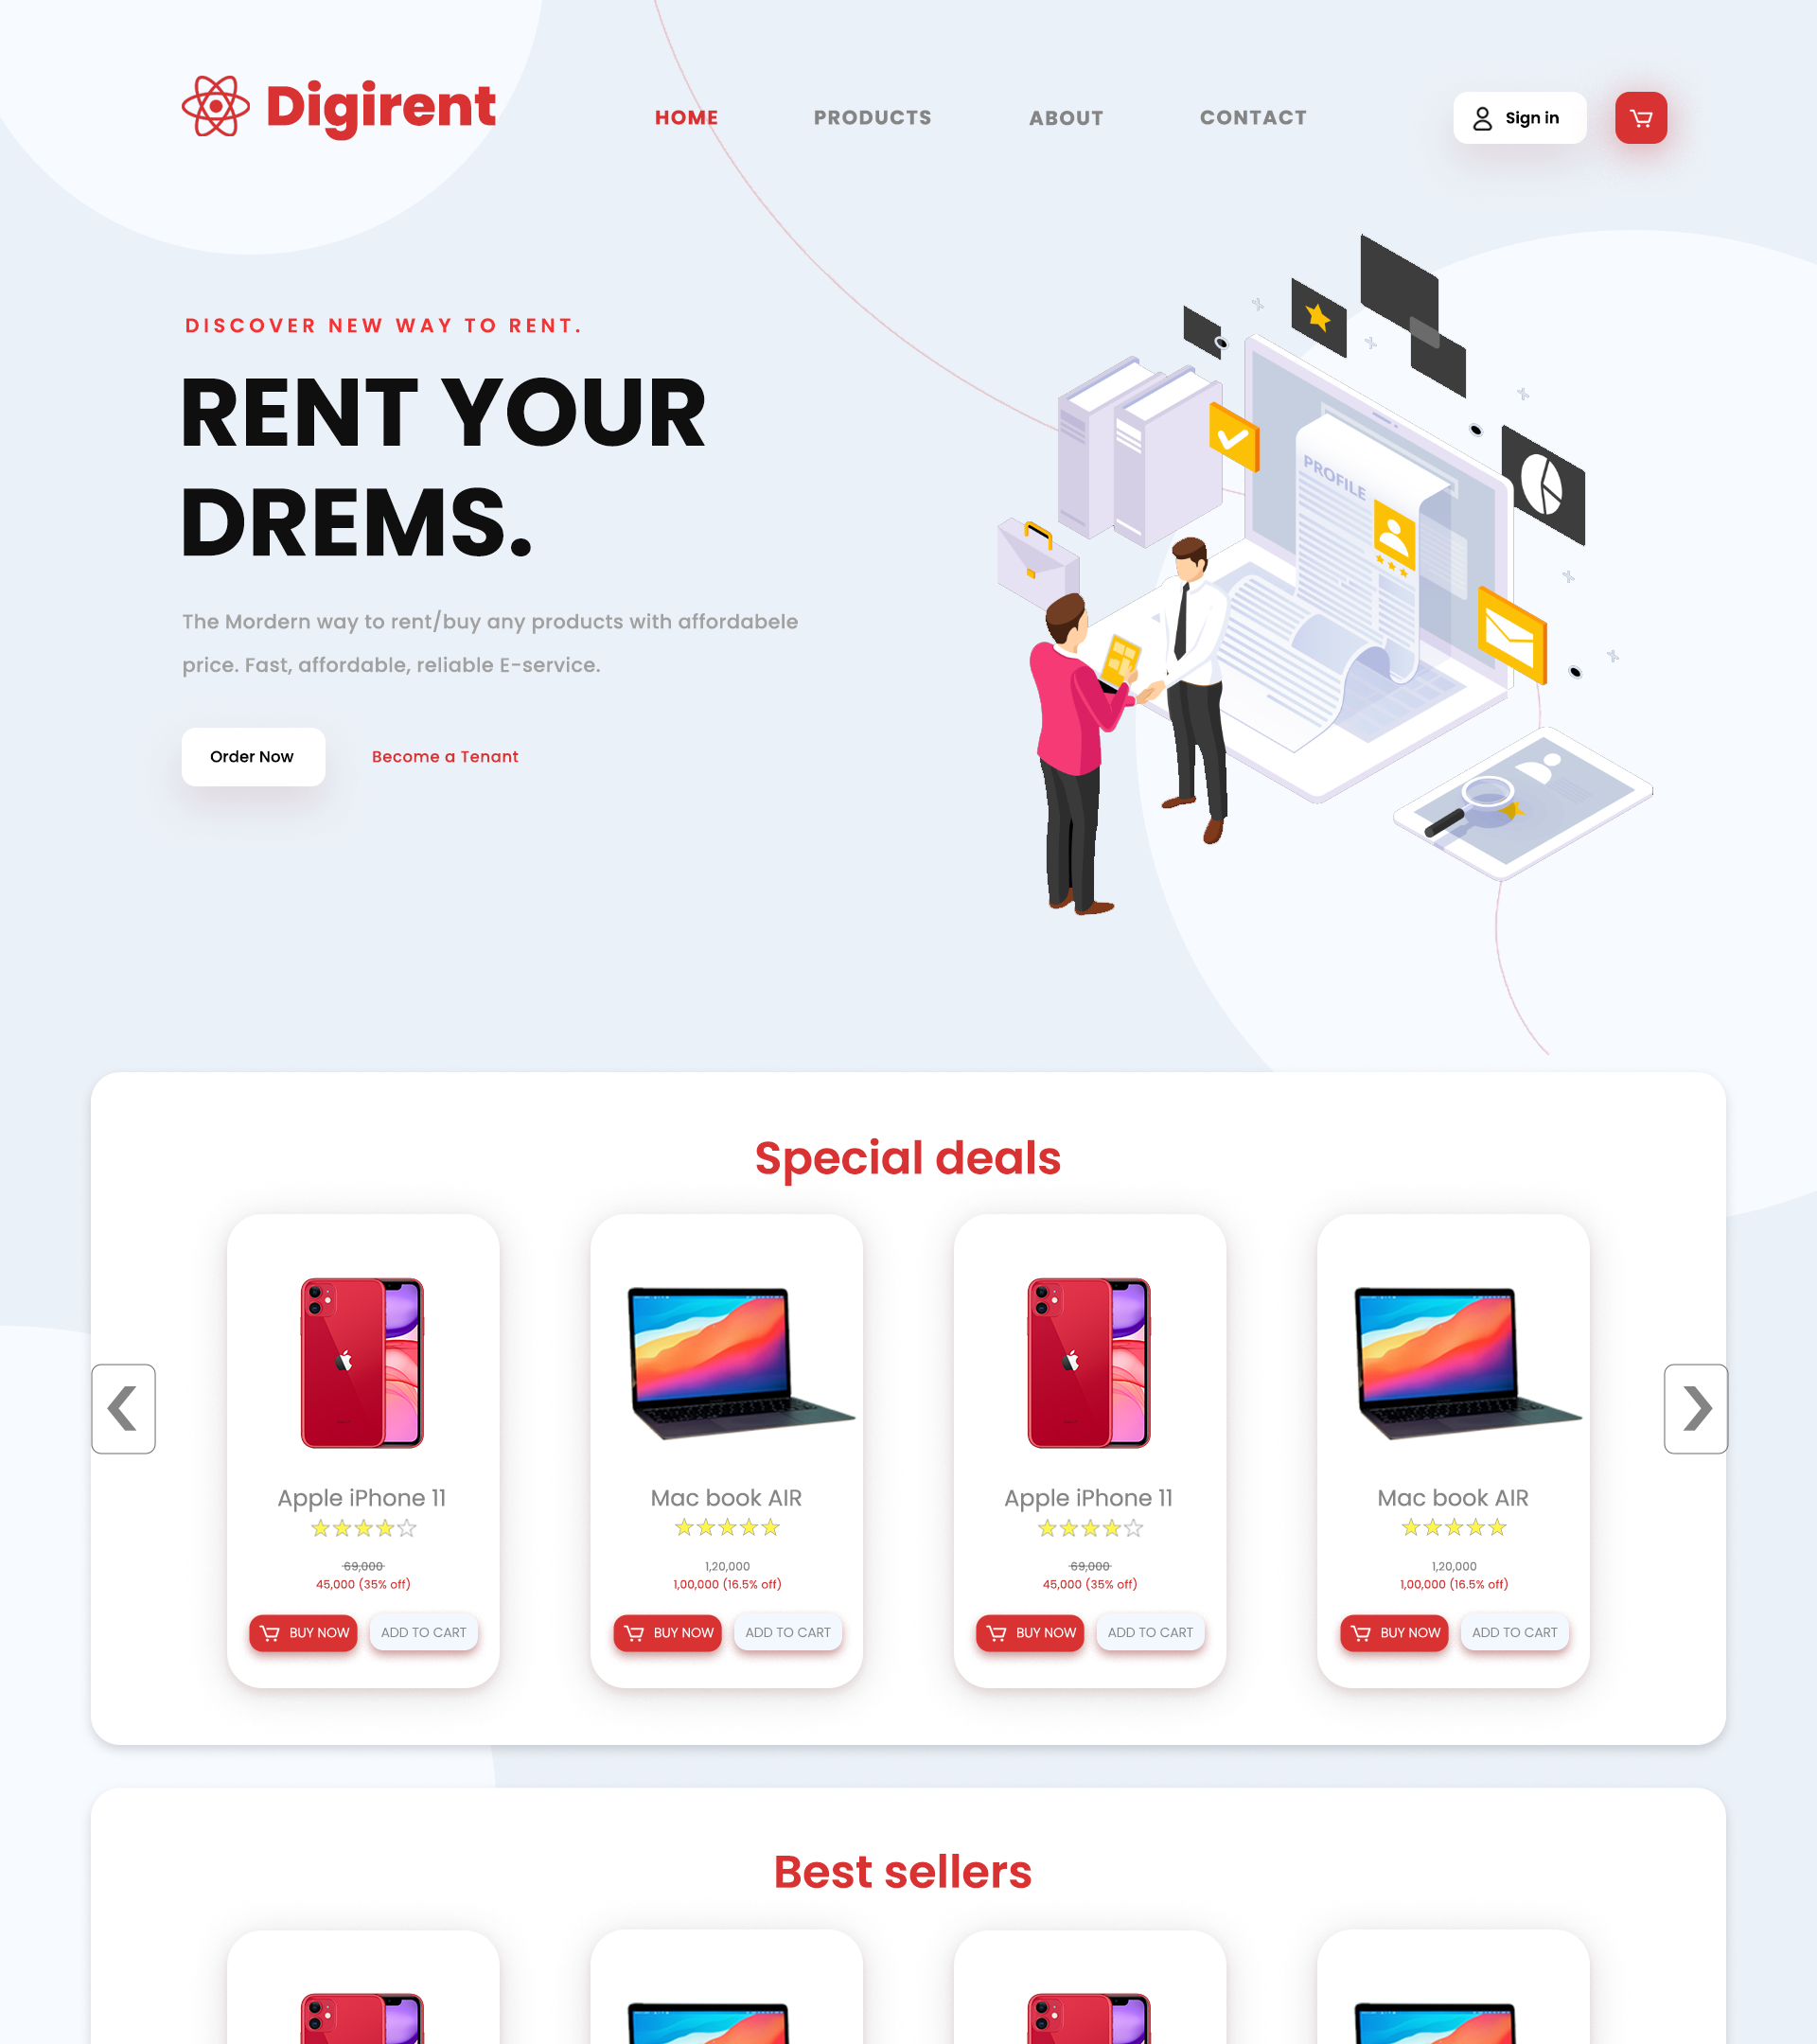 Digirent
HOME PRODUCTS ABOUT CONTACT Sign in
DISCOVER NEW WAY TO RENT.
RENT YOUR
DREMS.
The Mordern way to rent/buy any products with affordabele
price. Fast, affordable, reliable E-service.
Order Now Become a Tenant
PROFILE
Special deals
Apple iPhone 11 Mac book AIR Apple iPhone 11 Mac book AIR
69,000 1,20,000 69,000 1,20,000
45,000 (35% off) 1,00,000 (16.5% off) 45,000 (35% off) 1,00,000 (16.5% off)
BUY NOW ADD TO CART BUY NOW ADD TO CART BUY NOW ADD TO CART BUY NOW ADD TO CART
Best sellers